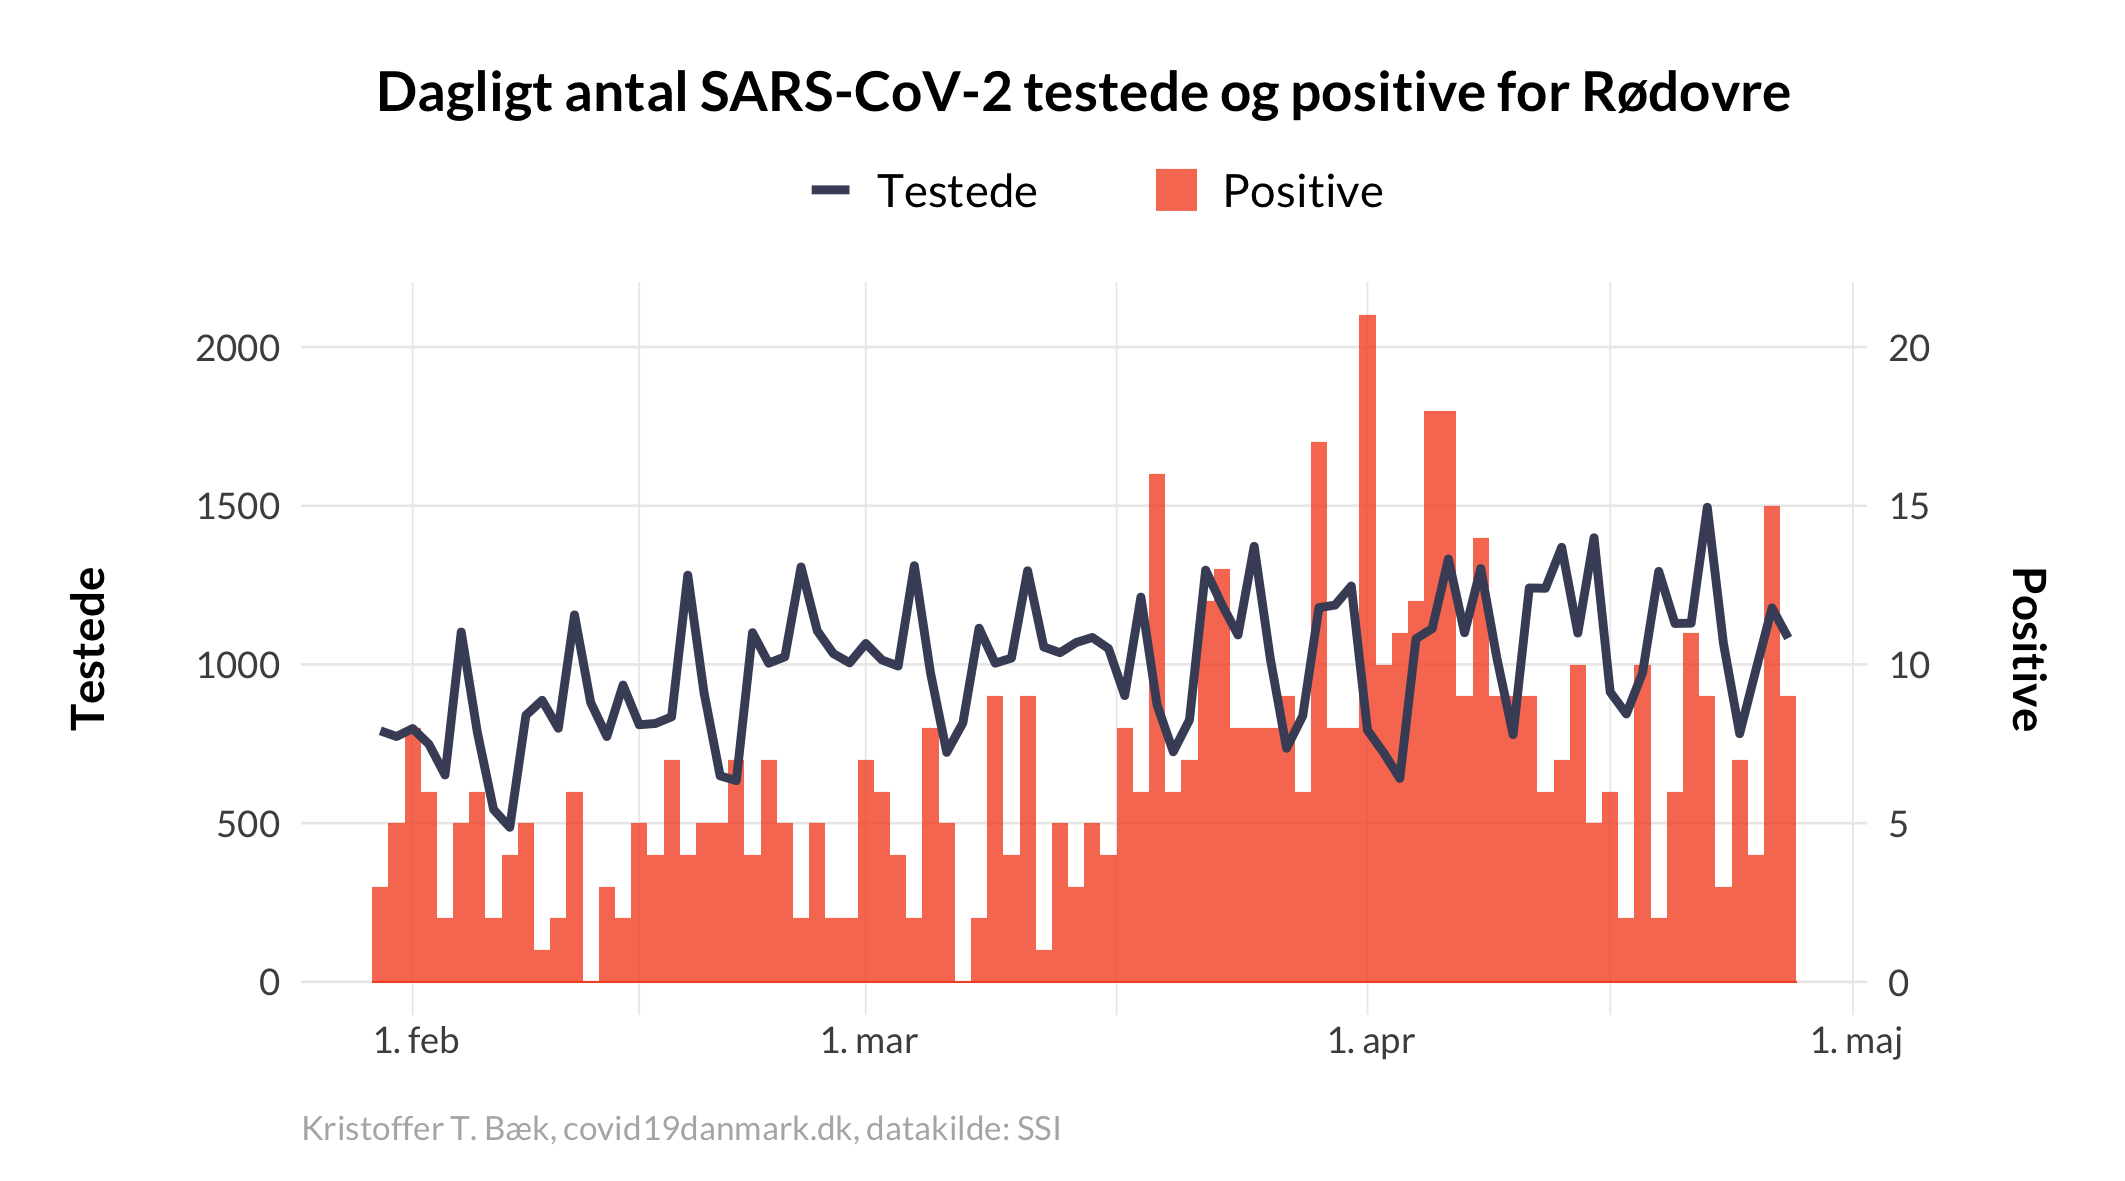 Dagligt antal SARS-CoV-2 testede og positive for Rødovre
Testede
Positive
2000
1500
1000
500
0
Testede
20
15
10
5
0
Positive
1. feb
1. mar
1. apr
1. maj
Kristoffer T. Bæk, covid19danmark.dk, datakilde: SSI